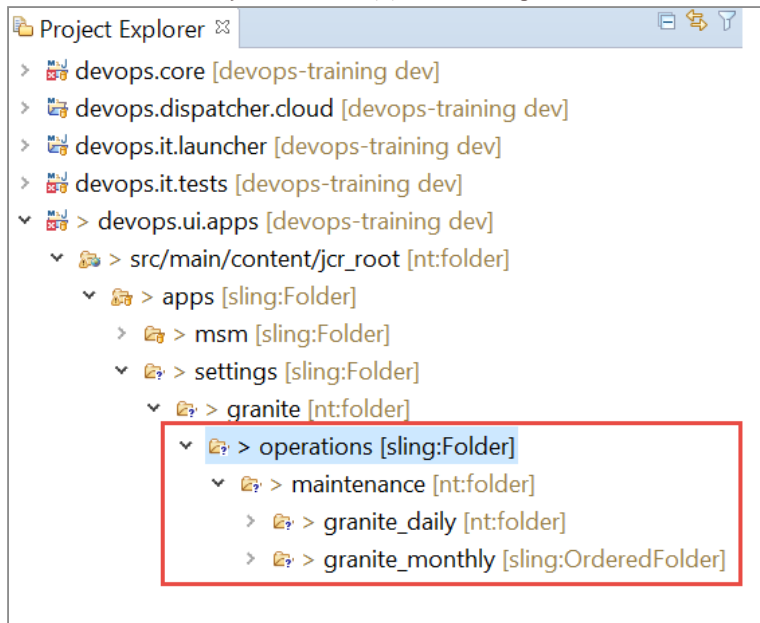 Project Explorer
devops.core [devops-training dev]
devops.dispatcher.cloud [devops-training dev]
devops.it.launcher [devops-training dev]
devops.it.tests [devops-training dev]
> devops.ui.apps [devops-training dev]
> src/main/content/jcr_root [nt:folder]
> apps [sling:Folder]
> msm [sling:Folder]
> settings [sling:Folder]
> granite [nt:folder]
> operations [sling:Folder]
> maintenance [nt:folder]
> granite_daily [nt:folder]
> granite_monthly [sling:OrderedFolder]